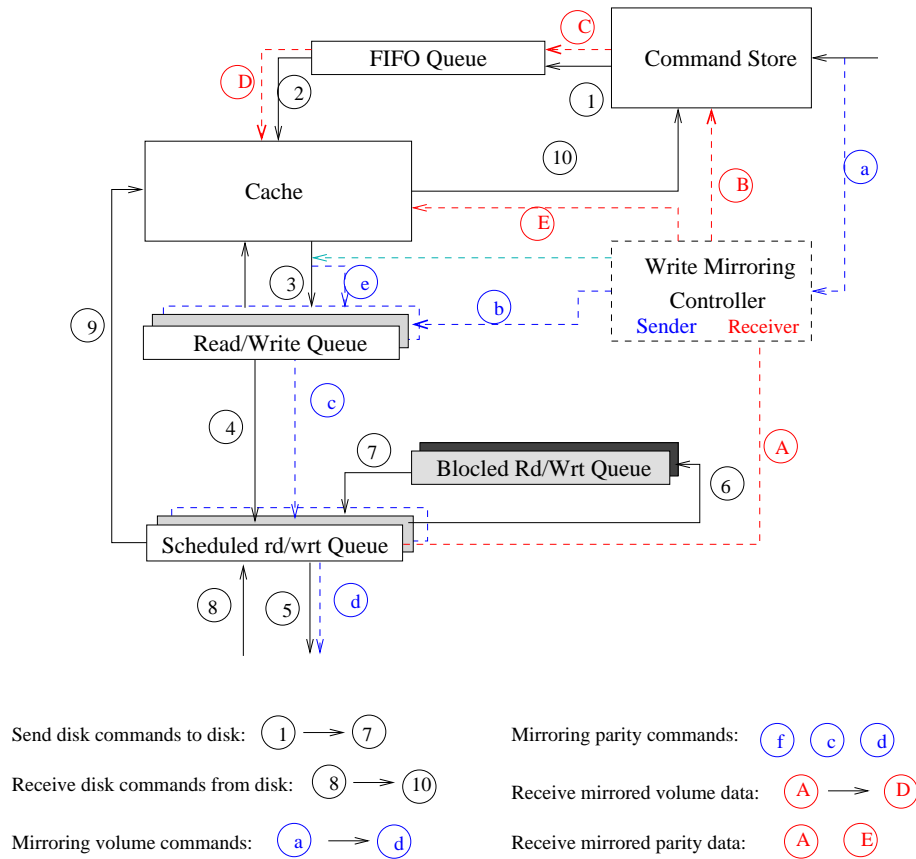 C
FIFO Queue
Command Store
D
2
1
10
Cache
B
a
E
Write Mirroring
Controller
Sender Receiver
3
e
b
9
Read/Write Queue
c
4
7
A
Blocled Rd/Wrt Queue
6
Scheduled rd/wrt Queue
8
5
d
Send disk commands to disk: 1 7
Receive disk commands from disk: 8 10
Mirroring volume commands: a d
Mirroring parity commands: f c d
Receive mirrored volume data: A D
Receive mirrored parity data: A E